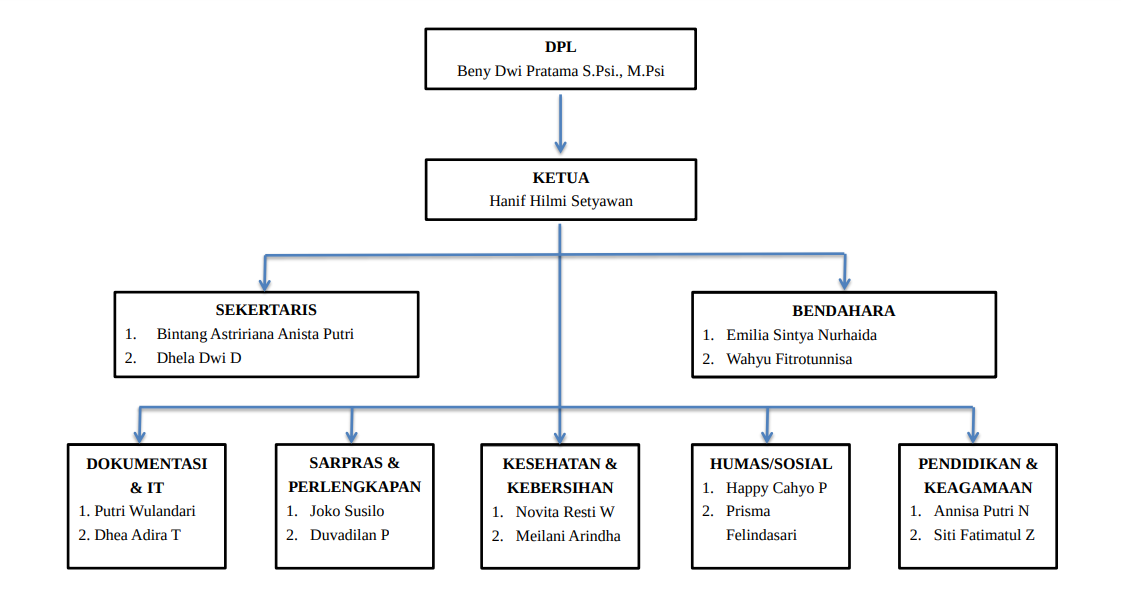 DPL
Beny Dwi Pratama S.Psi., M.Psi
KETUA
Hanif Hilmi Setyawan
SEKERTARIS
1. Bintang Astririana Anista Putri
2. Dhela Dwi D
BENDAHARA
1. Emilia Sintya Nurhaida
2. Wahyu Fitrotunnisa
DOKUMENTASI
& IT
1. Putri Wulandari
2. Dhea Adira T
SARPRAS &
PERLENGKAPAN
1. Joko Susilo
2. Duvadilan P
KESEHATAN &
KEBERSIHAN
1. Novita Resti W
2. Meilani Arindha
HUMAS/SOSIAL
1. Happy Cahyo P
2. Prisma
Felindasari
PENDIDIKAN &
KEAGAMAAN
1. Annisa Putri N
2. Siti Fatimatul Z